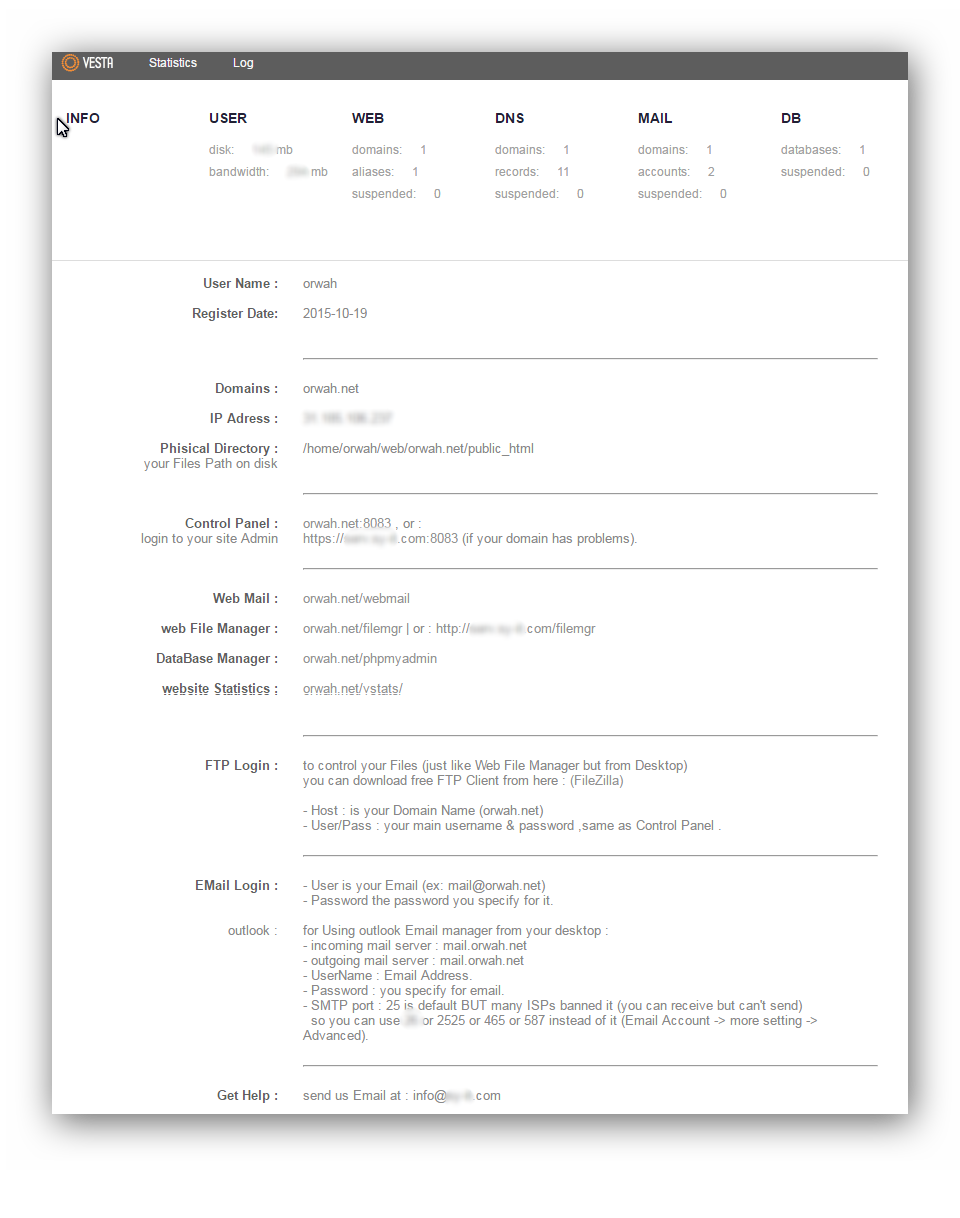 VESTA Statistics Log
INFO USER WEB DNS MAIL DB
disk: mb domains: 1 domains: 1 domains: 1 databases: 1
bandwidth: mb aliases: 1 records: 11 accounts: 2 suspended: 0
suspended: 0 suspended: 0 suspended: 0
User Name : orwah
Register Date: 2015-10-19
Domains : orwah.net
IP Adress :
Phisical Directory : /home/orwah/web/orwah.net/public_html
your Files Path on disk
Control Panel : orwah.net:8083 , or :
login to your site Admin https://.com:8083 (if your domain has problems).
Web Mail : orwah.net/webmail
web File Manager : orwah.net/filemgr | or : http://.com/filemgr
DataBase Manager : orwah.net/phpmyadmin
website Statistics : orwah.net/vstats/
FTP Login : to control your Files (just like Web File Manager but from Desktop)
you can download free FTP Client from here : (FileZilla)
- Host : is your Domain Name (orwah.net)
- User/Pass : your main username & password ,same as Control Panel .
EMail Login : - User is your Email (ex: mail@orwah.net)
- Password the password you specify for it.
outlook : for Using outlook Email manager from your desktop :
- incoming mail server : mail.orwah.net
- outgoing mail server : mail.orwah.net
- UserName : Email Address.
- Password : you specify for email.
- SMTP port : 25 is default BUT many ISPs banned it (you can receive but can't send)
so you can use or 2525 or 465 or 587 instead of it (Email Account -> more setting ->
Advanced).
Get Help : send us Email at : info@.com